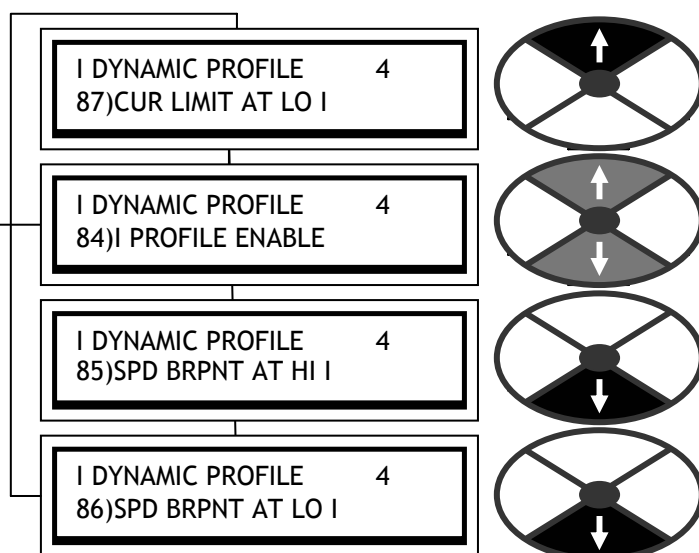 I DYNAMIC PROFILE 4
87)CUR LIMIT AT LO I
I DYNAMIC PROFILE 4
84)I PROFILE ENABLE
I DYNAMIC PROFILE 4
85)SPD BRPNT AT HI I
I DYNAMIC PROFILE 4
86)SPD BRPNT AT LO I